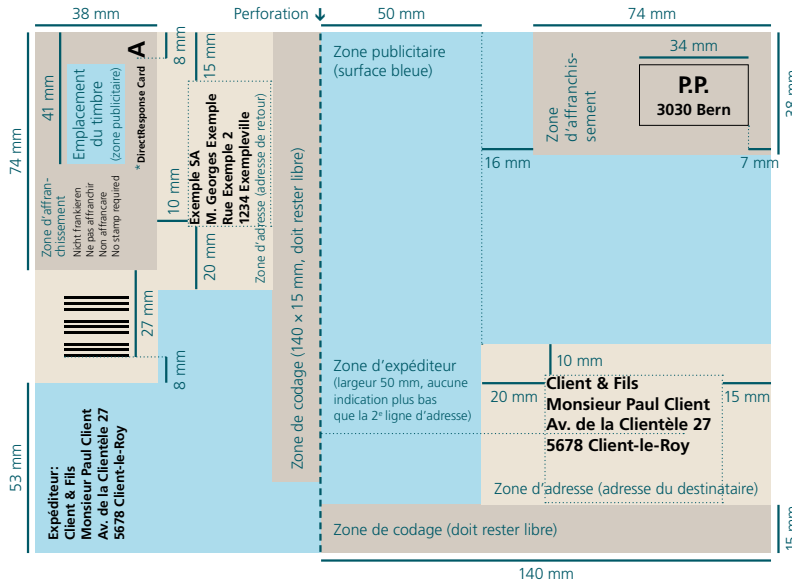 38 mm
Perforation
50 mm
74 mm
8 mm
15 mm
41 mm
74 mm
A
* DirectResponse Card
Emplacement
du timbre
(zone publicitaire)
Zone d'affran-
chissement
Nicht frankieren
Ne pas affranchir
Non affrancare
No stamp required
10 mm
Exemple SA
M. Georges Exemple
Rue Exemple 2
1234 Exempleville
Zone d'adresse (adresse de retour)
20 mm
27 mm
8 mm
53 mm
Expéditeur:
Client & Fils
Monsieur Paul Client
Av. de la Clientèle 27
5678 Client-le-Roy
Zone de codage (140 × 15 mm, doit rester libre)
Zone publicitaire
(surface bleue)
Zone
d'affranchis-
sement
34 mm
P.P.
3030 Bern
38 mm
16 mm
7 mm
Zone d'expéditeur
(largeur 50 mm, aucune
indication plus bas
que la 2e ligne d'adresse)
10 mm
20 mm
15 mm
Client & Fils
Monsieur Paul Client
Av. de la Clientèle 27
5678 Client-le-Roy
Zone d'adresse (adresse du destinataire)
Zone de codage (doit rester libre)
15 mm
140 mm